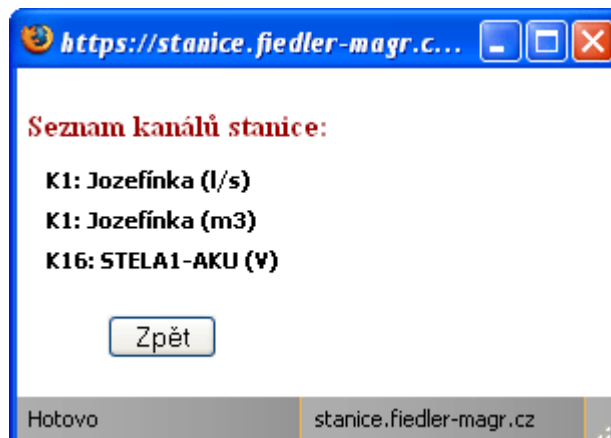 https://stanice.fiedler-magr.c...
Seznam kanálů stanice:
K1: Jozefínka (l/s)
K1: Jozefínka (m3)
K16: STELA1-AKU (V)
Zpět
Hotovo stanice.fiedler-magr.cz